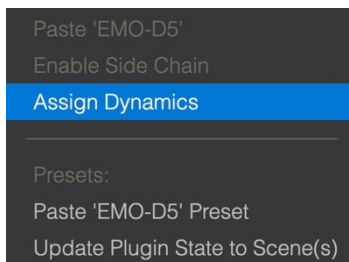 Paste 'EMO-D5'
Enable Side Chain
Assign Dynamics
Presets:
Paste 'EMO-D5' Preset
Update Plugin State to Scene(s)